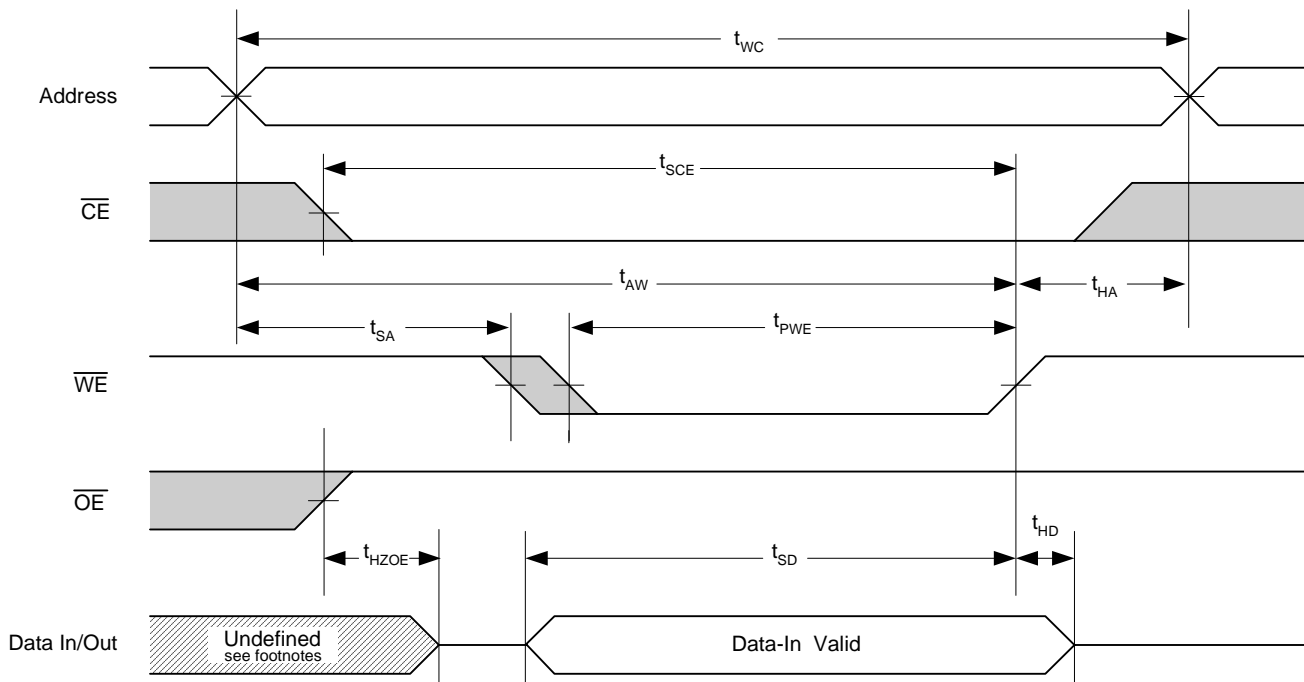 tWC
Address
tSCE
CE
tAW
tHA
tSA
tPWE
WE
OE
tHD
tHZOE
tSD
Data In/Out
Undefined
see footnotes
Data-In Valid